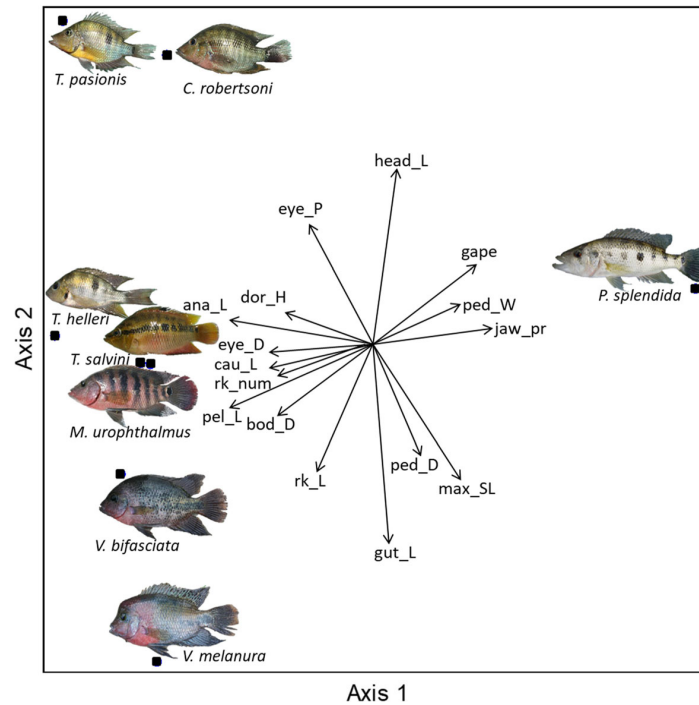 T. pasionis
C. robertsoni
head_L
eye_P
gape
P. splendida
dor_H
ana_L
ped_W
T. helleri
jaw_pr
eye_D
T. salvini
cau_L
rk_num
pel_L
bod_D
M. urophthalmus
ped_D
rk_L
max_SL
V. bifasciata
gut_L
V. melanura
Axis 2
Axis 1